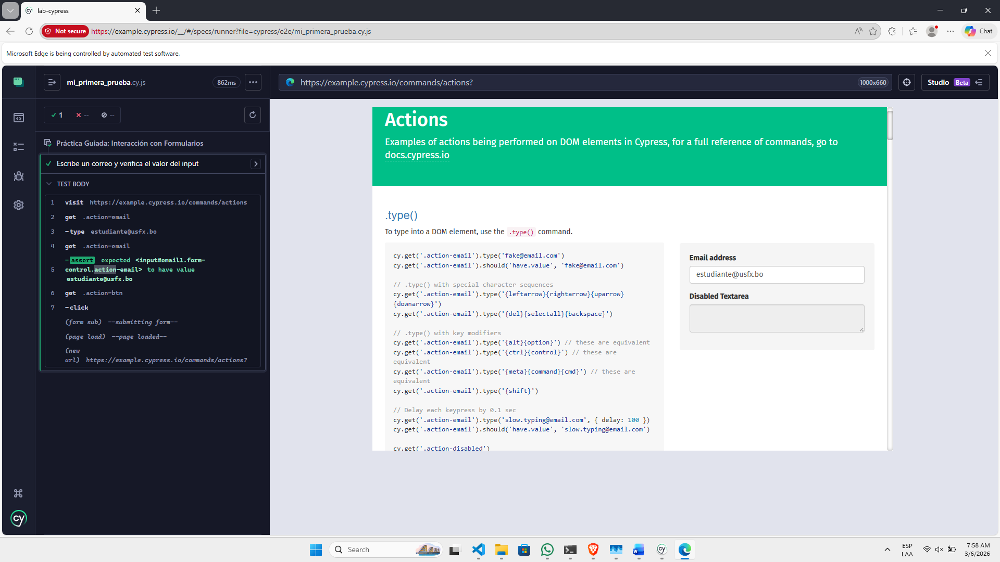 lab-cypress
Not secure https://example.cypress.io/__/#/specs/runner?file=cypress/e2e/mi_primera_prueba.cy.js
Chat
Microsoft Edge is being controlled by automated test software.
mi_primera_prueba.cy.js 862ms
https://example.cypress.io/commands/actions? 1000x660
Studio Beta
1 -- --
Práctica Guiada: Interacción con Formularios
Escribe un correo y verifica el valor del input
TEST BODY
1 visit https://example.cypress.io/commands/actions
2 get .action-email
3 -type estudiante@usfx.bo
4 get .action-email
-assert expected <input#email1.form-
5 control.action-email> to have value
estudiante@usfx.bo
6 get .action-btn
7 -click
(form sub) --submitting form--
(page load) --page loaded--
(new
url) https://example.cypress.io/commands/actions?
cy
Actions
Examples of actions being performed on DOM elements in Cypress, for a full reference of commands, go to
docs.cypress.io
.type()
To type into a DOM element, use the .type() command.
cy.get('.action-email').type('fake@email.com')
cy.get('.action-email').should('have.value', 'fake@email.com')
// .type() with special character sequences
cy.get('.action-email').type('{leftarrow}{rightarrow}{uparrow}
{downarrow}')
cy.get('.action-email').type('{del}{selectall}{backspace}')
// .type() with key modifiers
cy.get('.action-email').type('{alt}{option}') // these are equivalent
cy.get('.action-email').type('{ctrl}{control}') // these are
equivalent
cy.get('.action-email').type('{meta}{command}{cmd}') // these are
equivalent
cy.get('.action-email').type('{shift}')
// Delay each keypress by 0.1 sec
cy.get('.action-email').type('slow.typing@email.com', { delay: 100 })
cy.get('.action-email').should('have.value', 'slow.typing@email.com')
cy.get('.action-disabled')
Email address
estudiante@usfx.bo
Disabled Textarea
Search
ESP
LAA
7:58 AM
3/6/2026